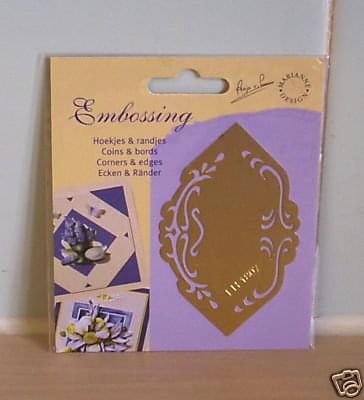 MARIANNE DESIGN
Embossing
Hoekjes & randjes
Coins & bords
Corners & edges
Ecken & Ränder